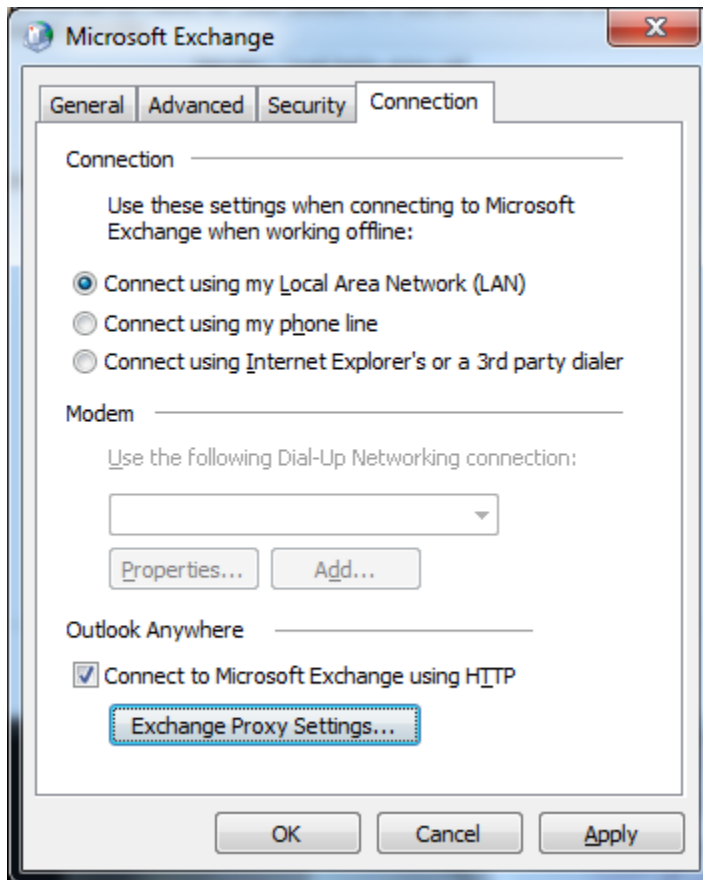 Microsoft Exchange
General Advanced Security Connection
Connection
Use these settings when connecting to Microsoft
Exchange when working offline:
Connect using my Local Area Network (LAN)
Connect using my phone line
Connect using Internet Explorer's or a 3rd party dialer
Modem
Use the following Dial-Up Networking connection:
Properties... Add...
Outlook Anywhere
Connect to Microsoft Exchange using HTTP
Exchange Proxy Settings...
OK Cancel Apply